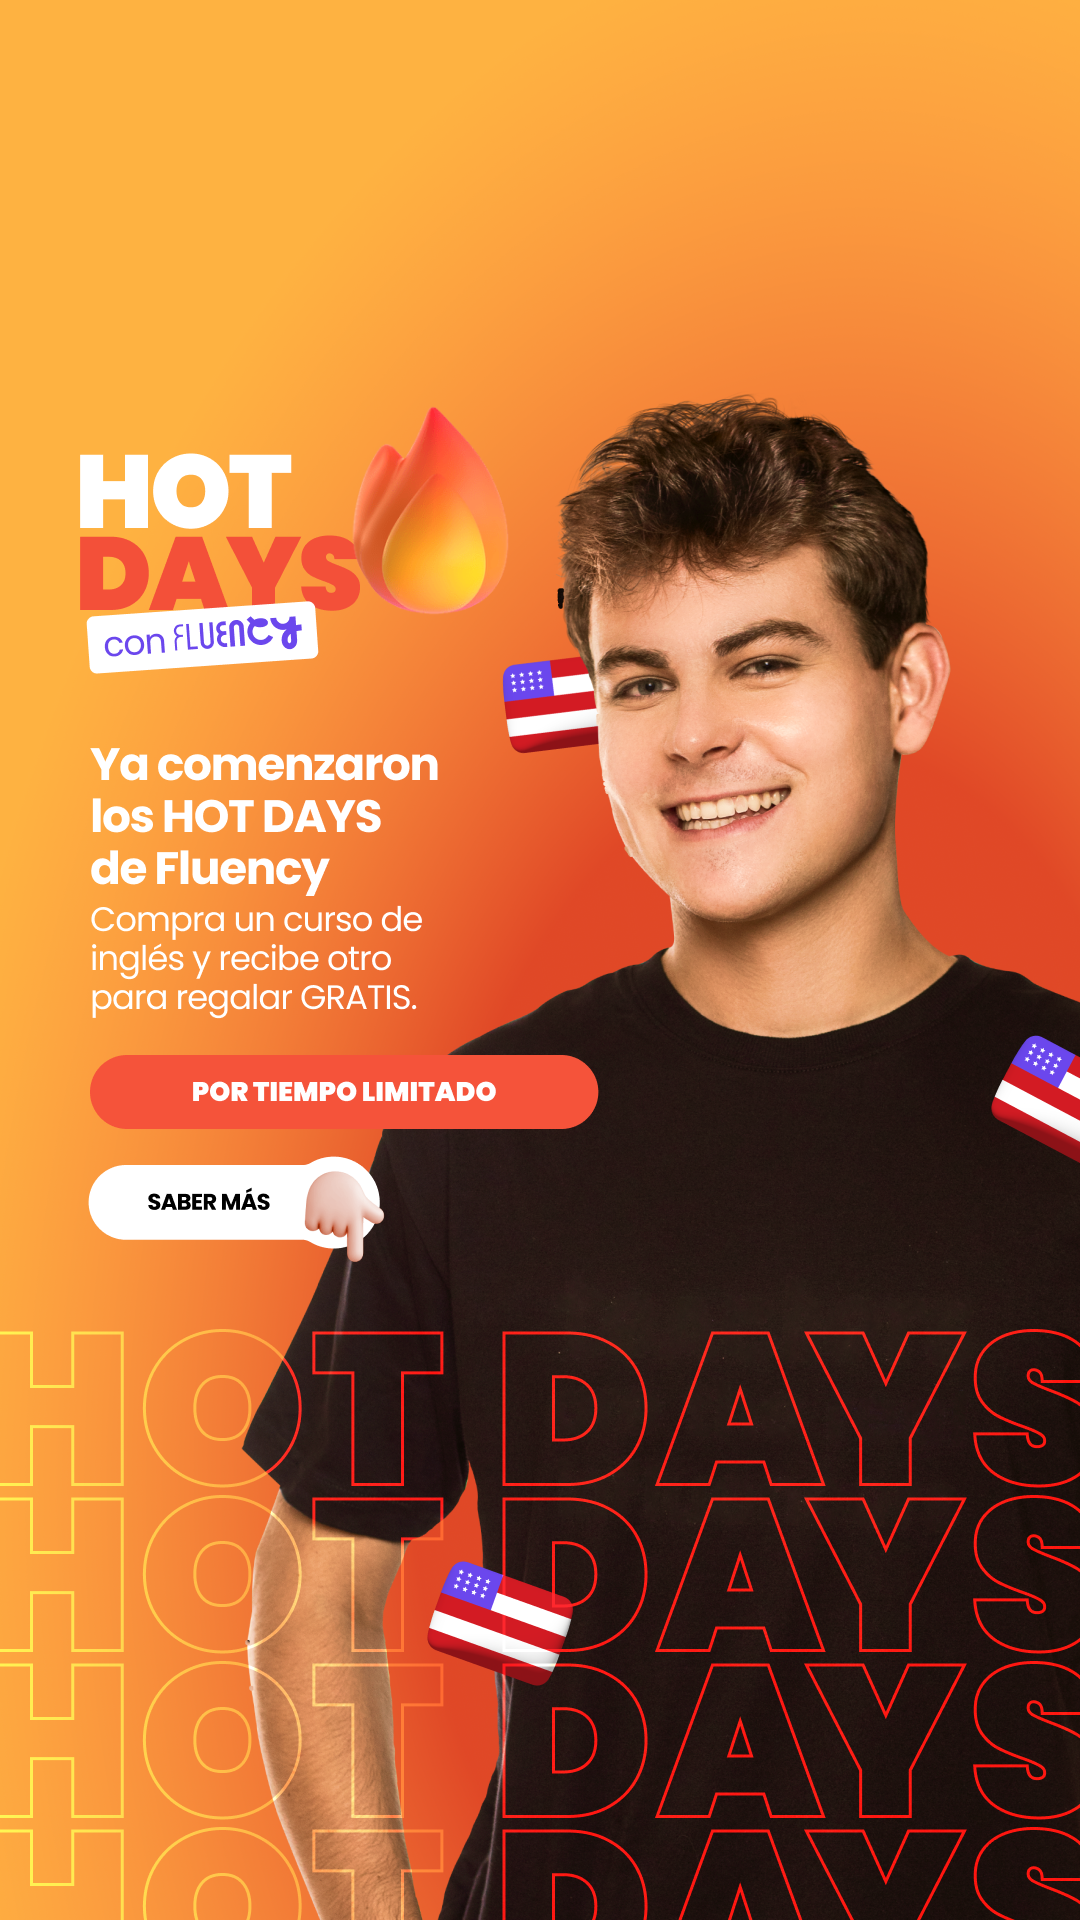 HOT
DAYS
con FLUENCY
Ya comenzaron
los HOT DAYS
de Fluency
Compra un curso de
inglés y recibe otro
para regalar GRATIS.
POR TIEMPO LIMITADO
SABER MÁS
HOT DAYS
HOT DAYS
HOT DAYS
HOT DAYS